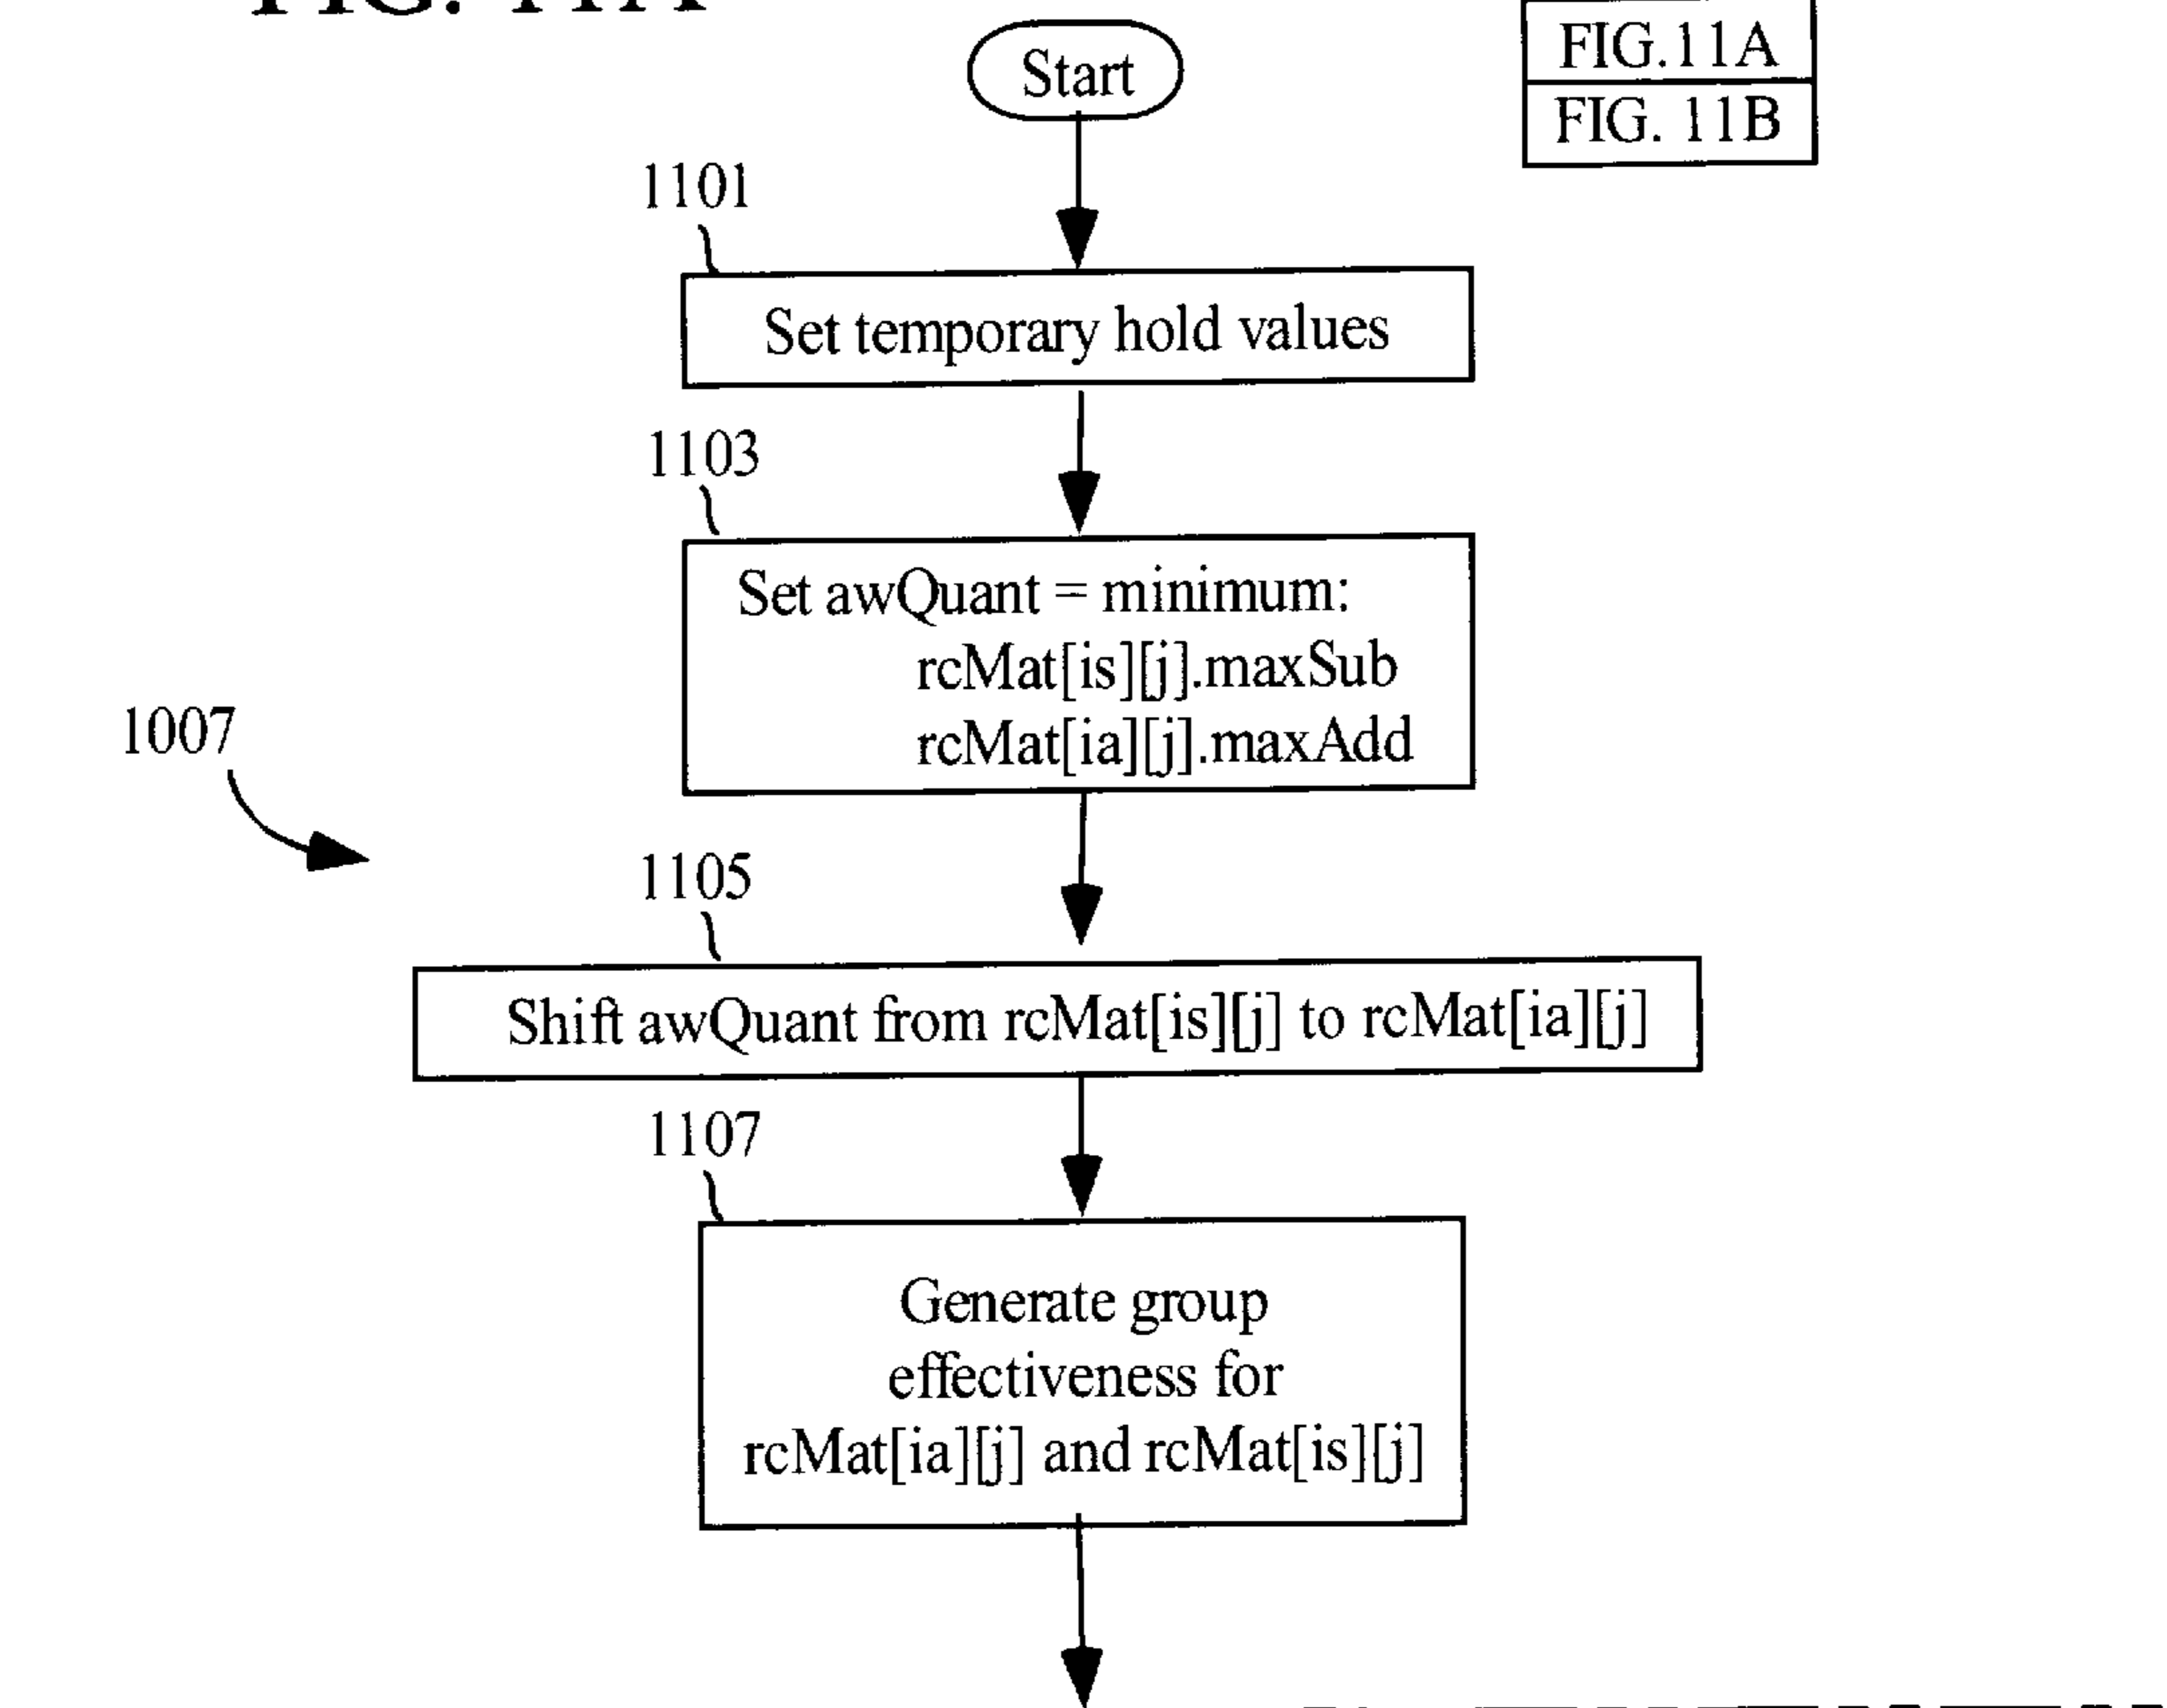 Start
FIG.11A
FIG. 11B
1101
Set temporary hold values
1103
Set awQuant = minimum:
rcMat[is][j].maxSub
rcMat[ia][j].maxAdd
1007
1105
Shift awQuant from rcMat[is][j] to rcMat[ia][j]
1107
Generate group
effectiveness for
rcMat[ia][j] and rcMat[is][j]